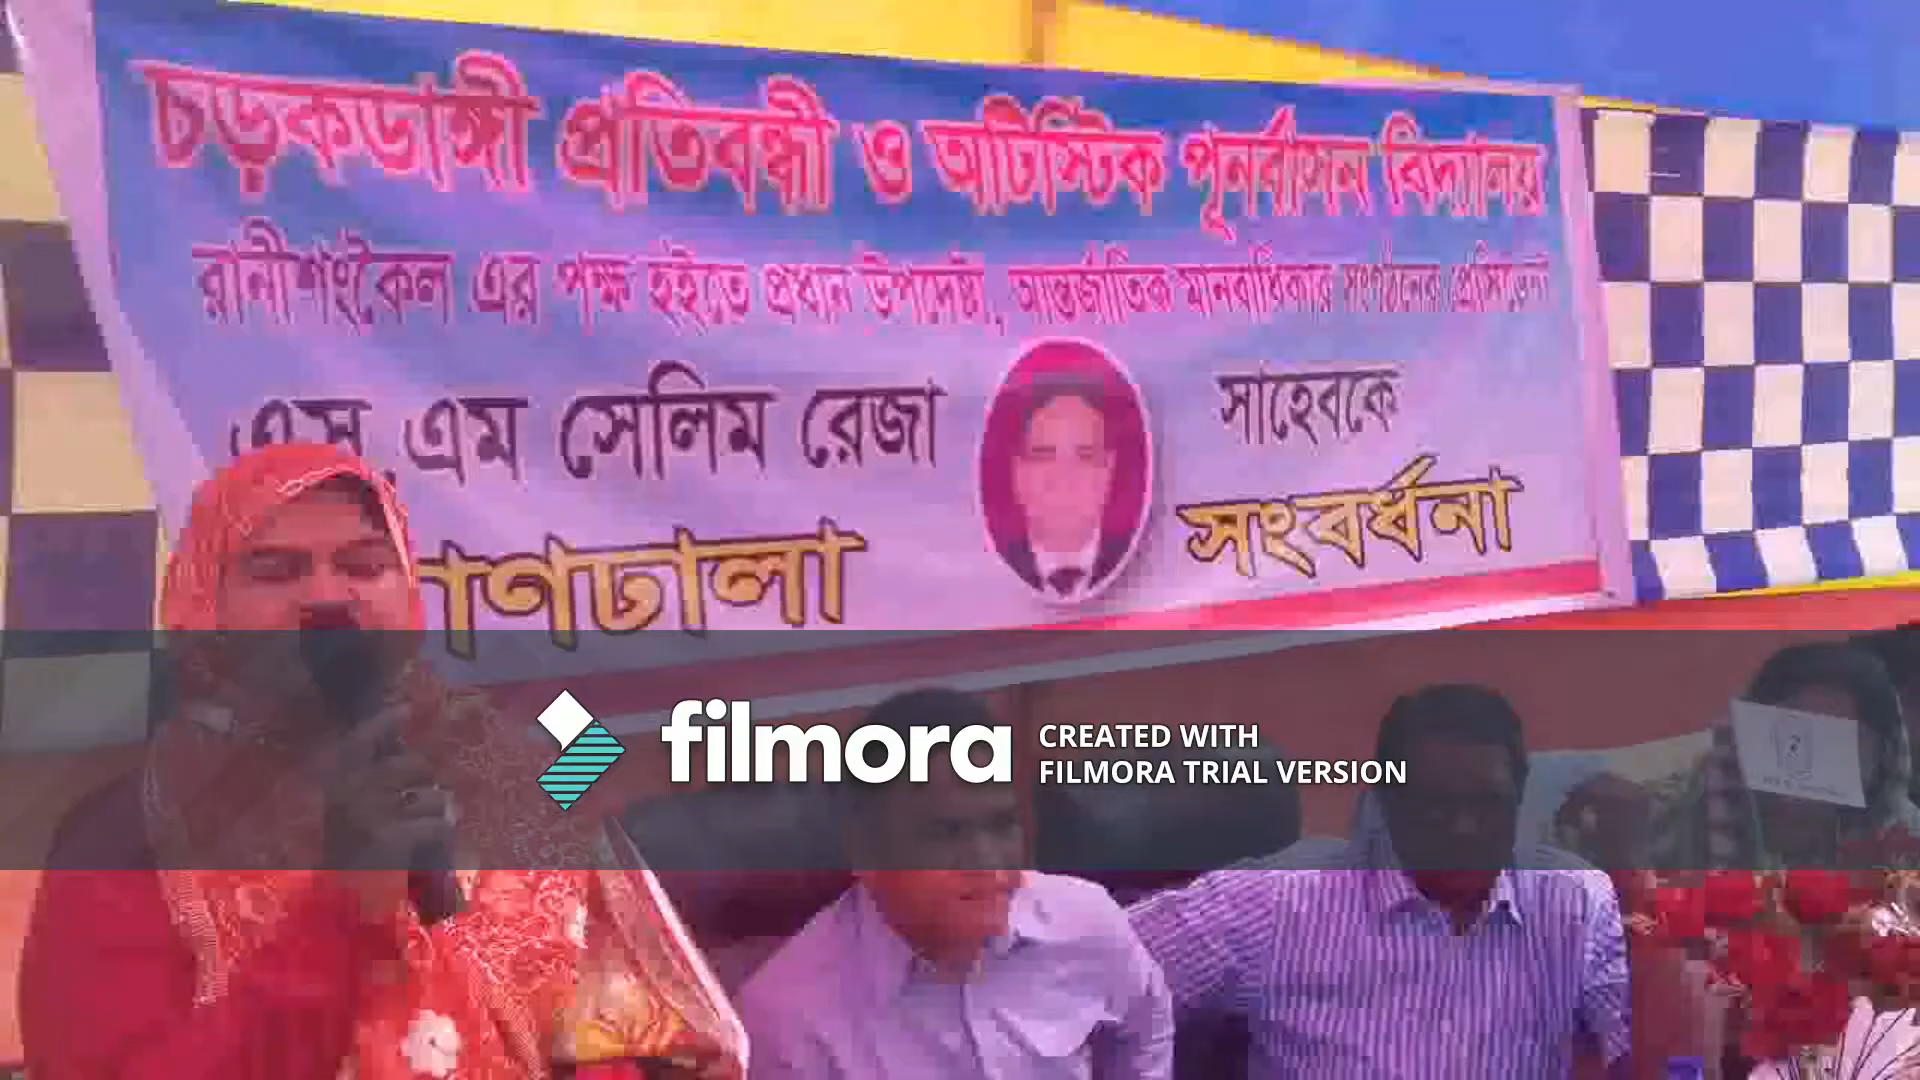 চড়কডাঙ্গী প্রতিবন্ধী ও অটিস্টিক পূনর্বাসন বিদ্যালয়
রানীশংকৈল এর পক্ষ হইতে প্রধান উপদেষ্টা, আন্তর্জাতিক মানবাধিকার সংগঠনের প্রেসিডেন্ট
এস এম সেলিম রেজা সাহেবকে
াণঢালা সংবর্ধনা
filmora
CREATED WITH
FILMORA TRIAL VERSION